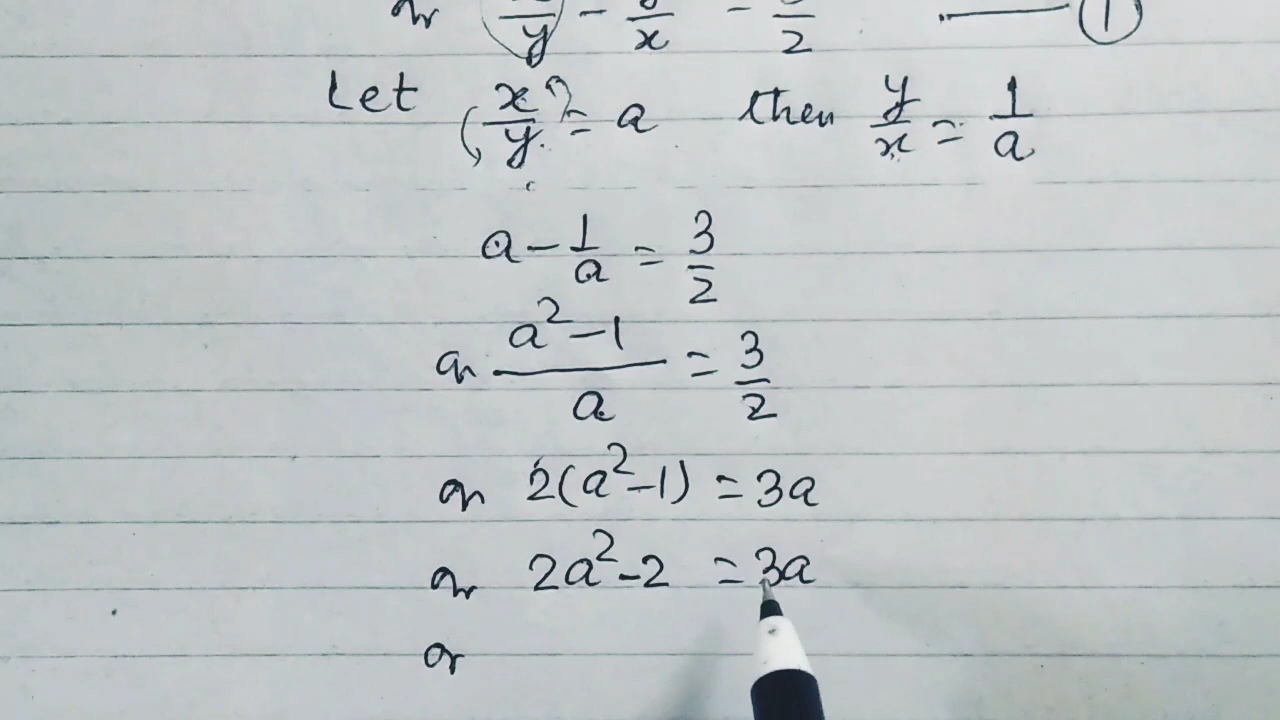 or x/y - y/x = 3/2 ——— ①
Let (x/y) = a then y/x = 1/a
a - 1/a = 3/2
or (a² - 1)/a = 3/2
or 2(a² - 1) = 3a
or 2a² - 2 = 3a
or